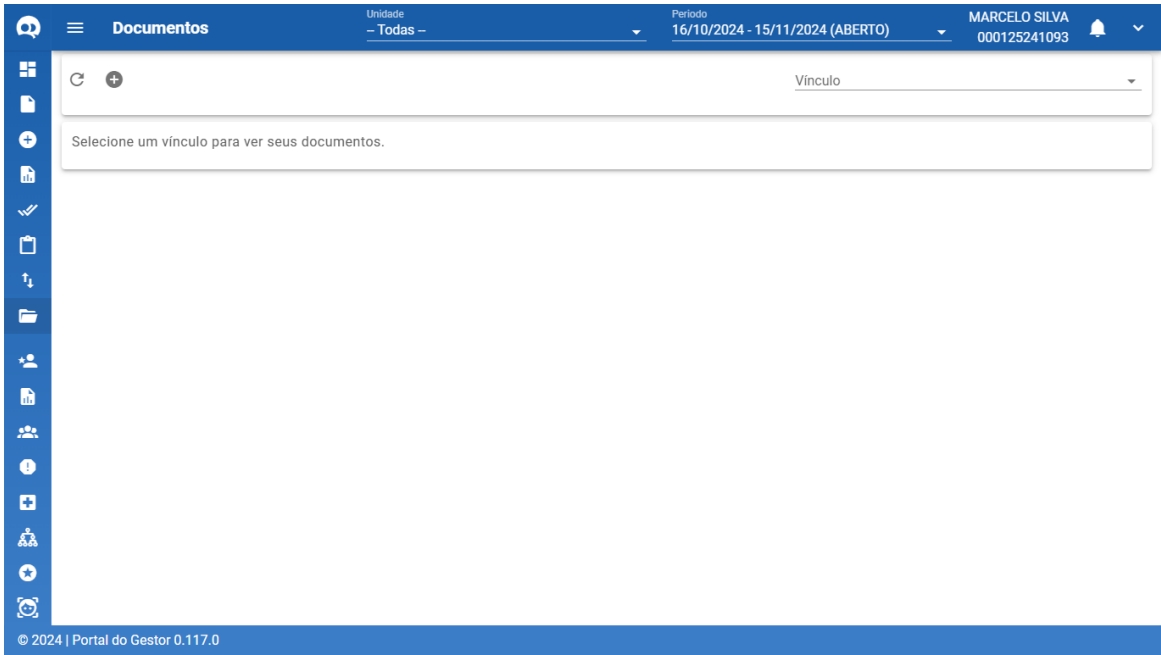 Documentos
Unidade
-- Todas --
Período
16/10/2024 - 15/11/2024 (ABERTO)
MARCELO SILVA
000125241093
Vínculo
Selecione um vínculo para ver seus documentos.
© 2024 | Portal do Gestor 0.117.0